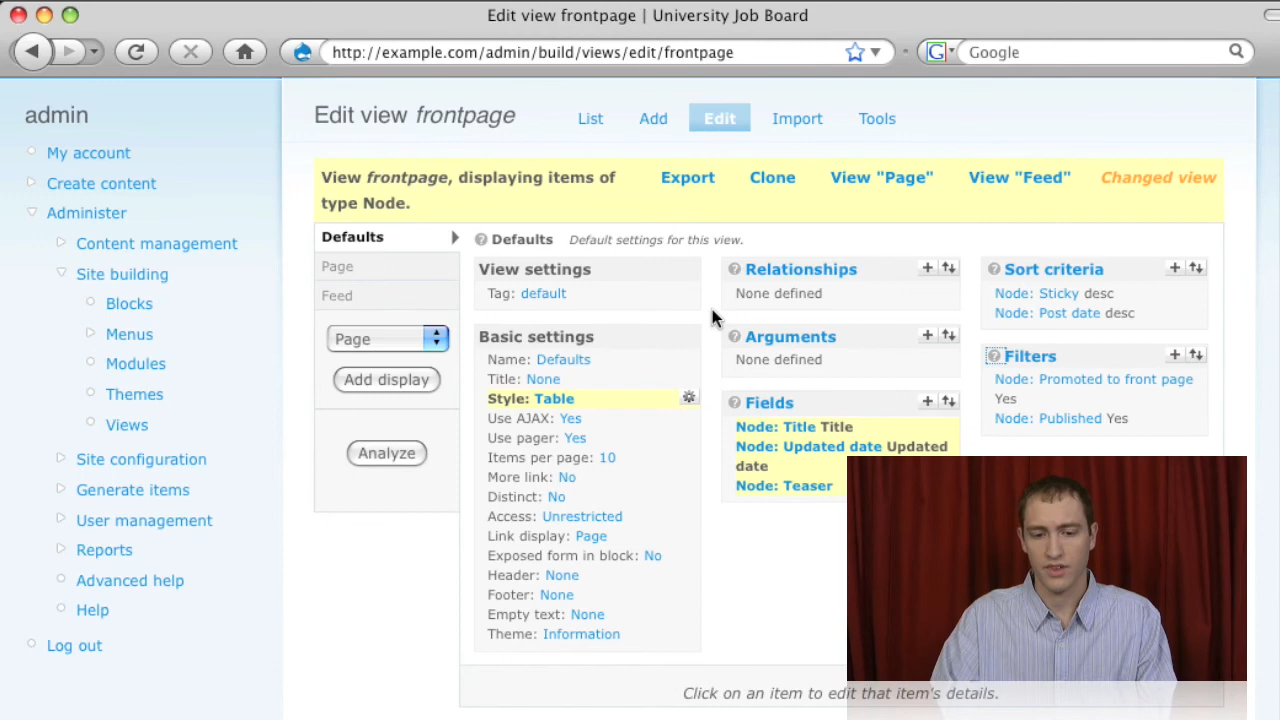 Edit view frontpage | University Job Board
http://example.com/admin/build/views/edit/frontpage
G
Google
admin
My account
Create content
Administer
Content management
Site building
Blocks
Menus
Modules
Themes
Views
Site configuration
Generate items
User management
Reports
Advanced help
Help
Log out
Edit view frontpage
List
Add
Edit
Import
Tools
View frontpage, displaying items of
type Node.
Export
Clone
View "Page"
View "Feed"
Changed view
Defaults
Page
Feed
Page
Add display
Analyze
Defaults Default settings for this view.
View settings
Tag: default
Basic settings
Name: Defaults
Title: None
Style: Table
Use AJAX: Yes
Use pager: Yes
Items per page: 10
More link: No
Distinct: No
Access: Unrestricted
Link display: Page
Exposed form in block: No
Header: None
Footer: None
Empty text: None
Theme: Information
Relationships
None defined
Arguments
None defined
Fields
Node: Title Title
Node: Updated date Updated
date
Node: Teaser
Sort criteria
Node: Sticky desc
Node: Post date desc
Filters
Node: Promoted to front page
Yes
Node: Published Yes
Click on an item to edit that item's details.